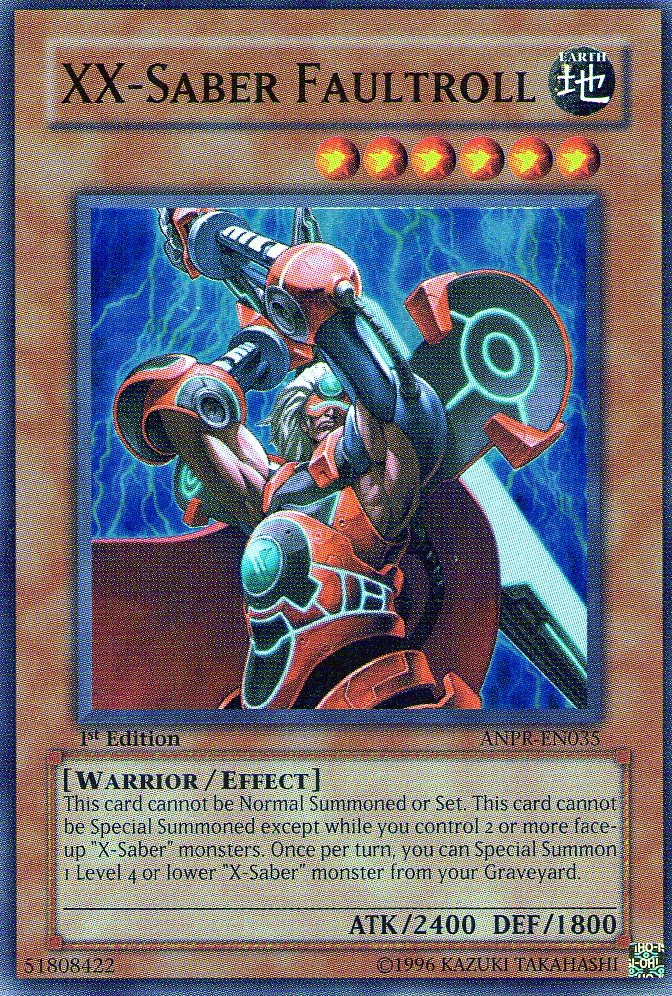 XX-SABER FAULTROLL
EARTH
地
1st Edition
ANPR-EN035
[WARRIOR/EFFECT]
This card cannot be Normal Summoned or Set. This card cannot
be Special Summoned except while you control 2 or more face-
up "X-Saber" monsters. Once per turn, you can Special Summon
1 Level 4 or lower "X-Saber" monster from your Graveyard.
ATK/2400 DEF/1800
51808422
©1996 KAZUKI TAKAHASHI